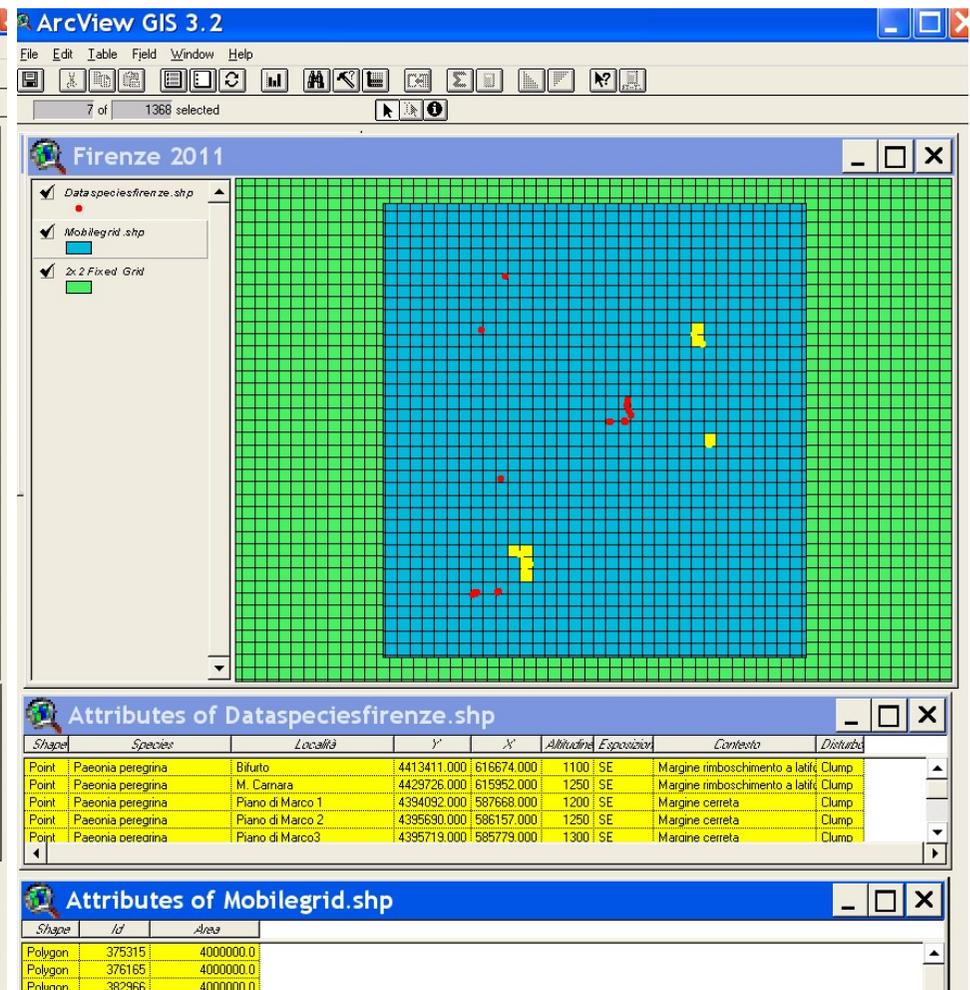 ArcView GIS 3.2
File Edit Table Field Window Help
7 of 1368 selected
Firenze 2011
Dataspeciesfirenze.shp
Mobilegrid.shp
2x2 Fixed Grid
Attributes of Dataspeciesfirenze.shp
Shape Species Località Y X Altitudine Esposizion Contesto Disturbo
Point Paeonia peregrina Bifurto 4413411.000 616674.000 1100 SE Margine rimboschimento a latifo Clump
Point Paeonia peregrina M. Carnara 4429726.000 615952.000 1250 SE Margine rimboschimento a latifo Clump
Point Paeonia peregrina Piano di Marco 1 4394092.000 587668.000 1200 SE Margine cerreta Clump
Point Paeonia peregrina Piano di Marco 2 4395690.000 586157.000 1250 SE Margine cerreta Clump
Point Paeonia peregrina Piano di Marco3 4395719.000 585779.000 1300 SE Margine cerreta Clump
Attributes of Mobilegrid.shp
Shape Id Area
Polygon 375315 4000000.0
Polygon 376165 4000000.0
Polygon 382966 4000000.0